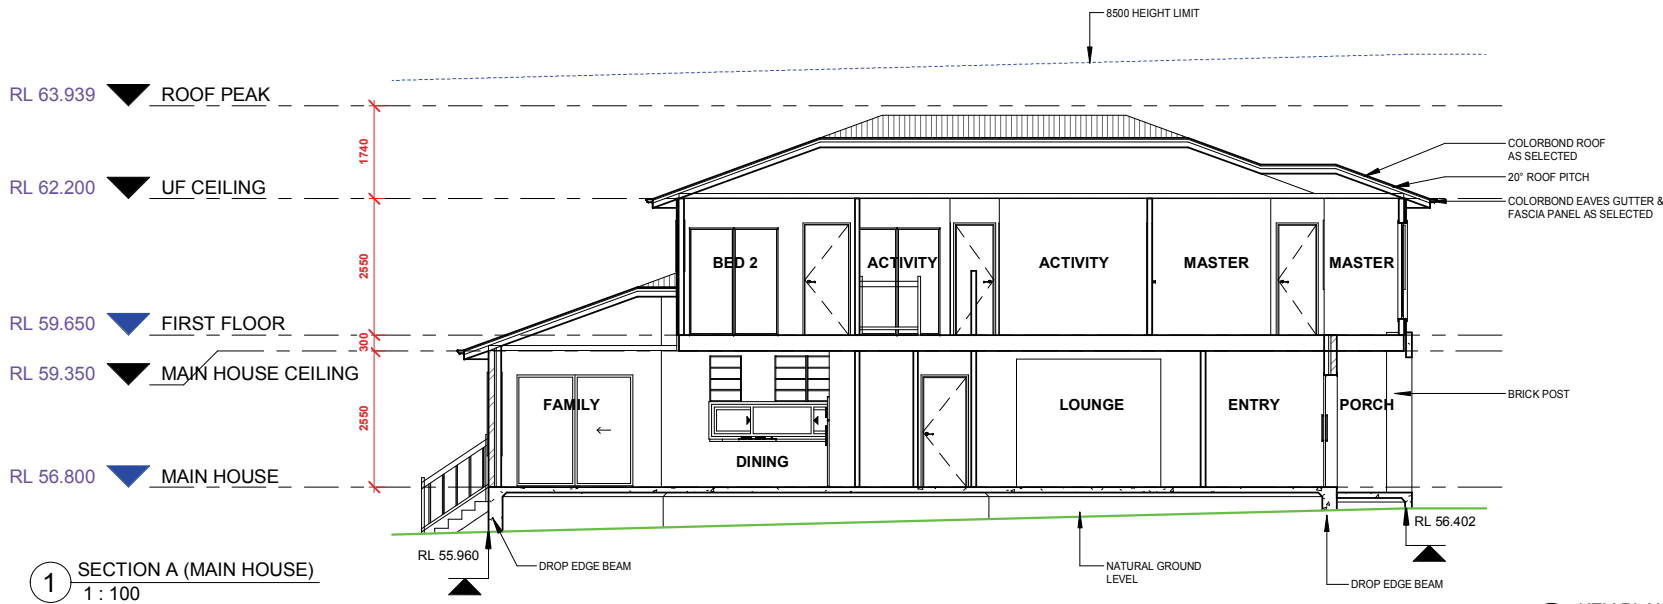 8500 HEIGHT LIMIT
RL 63.939 ROOF PEAK
1740
COLORBOND ROOF
AS SELECTED
20° ROOF PITCH
RL 62.200 UF CEILING
COLORBOND EAVES GUTTER &
FASCIA PANEL AS SELECTED
2550
BED 2 ACTIVITY ACTIVITY MASTER MASTER
RL 59.650 FIRST FLOOR
300
RL 59.350 MAIN HOUSE CEILING
BRICK POST
2550
FAMILY LOUNGE ENTRY PORCH
DINING
RL 56.800 MAIN HOUSE
RL 56.402
RL 55.960
DROP EDGE BEAM
NATURAL GROUND
LEVEL
DROP EDGE BEAM
1 SECTION A (MAIN HOUSE)
1 : 100